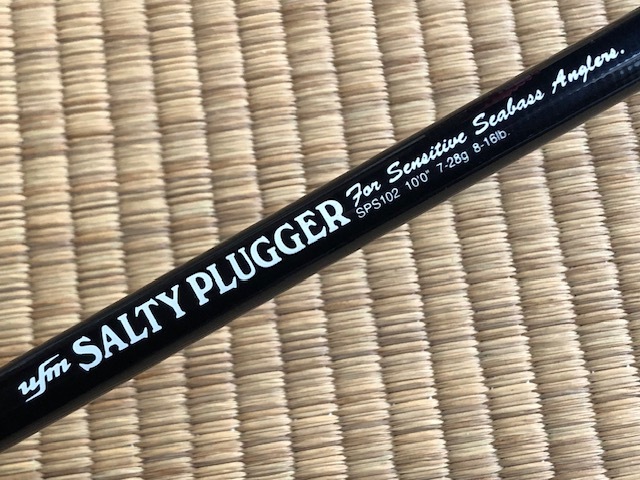 ufm SALTY PLUGGER
For Sensitive Seabass Anglers.
SPS102 10'0" 7-28g 8-16lb.